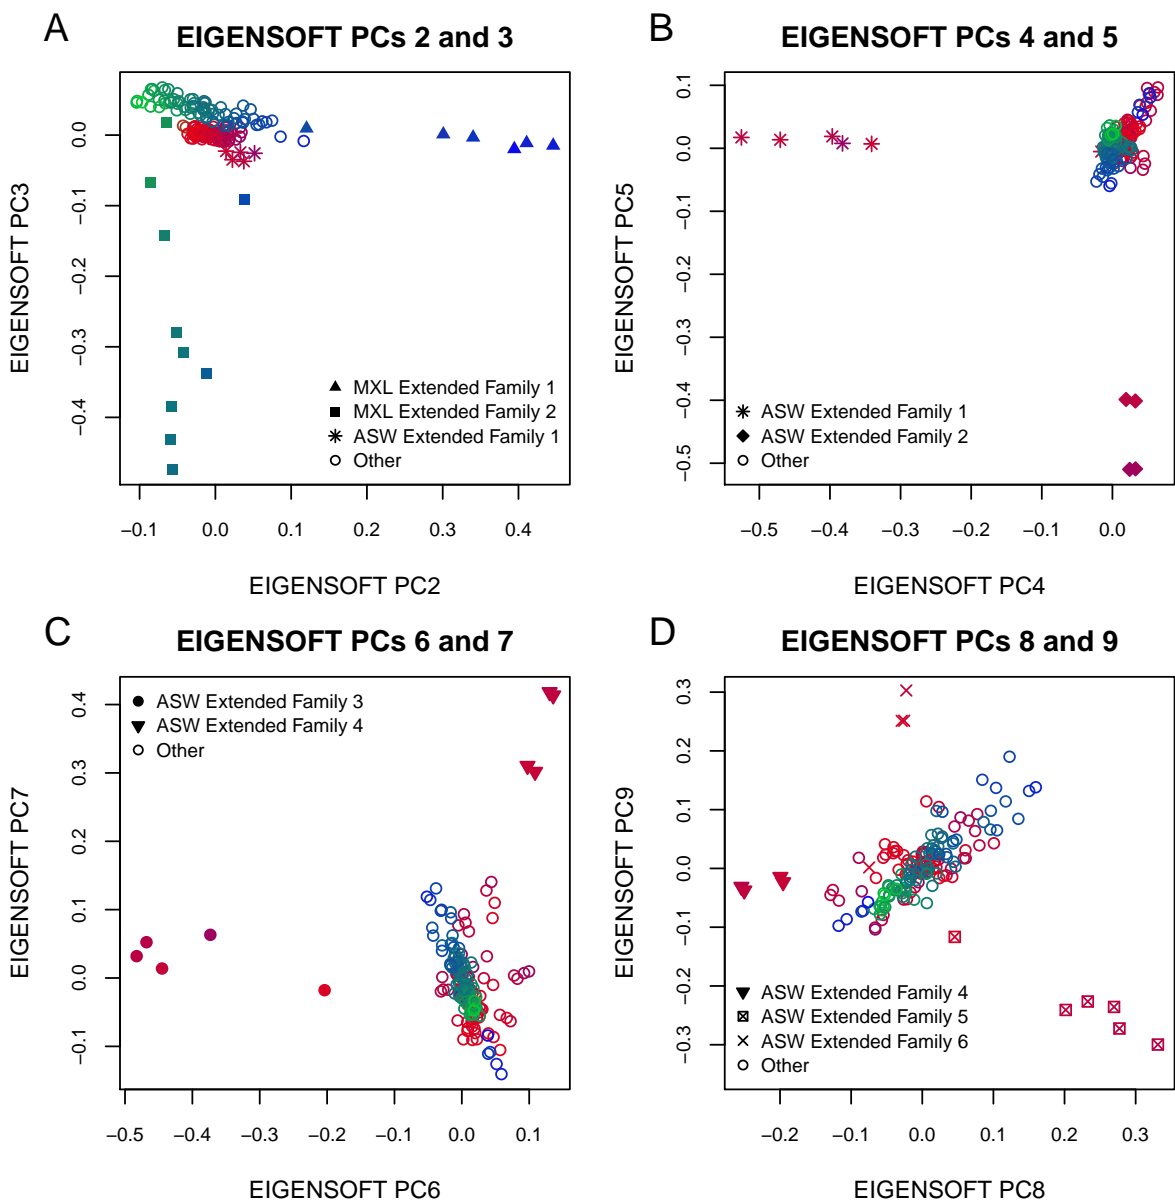 A
EIGENSOFT PCs 2 and 3
EIGENSOFT PC3
0.0
−0.1
−0.2
−0.3
−0.4
MXL Extended Family 1
MXL Extended Family 2
ASW Extended Family 1
Other
−0.1 0.0 0.1 0.2 0.3 0.4
EIGENSOFT PC2
B
EIGENSOFT PCs 4 and 5
EIGENSOFT PC5
0.1
0.0
−0.1
−0.2
−0.3
−0.4
−0.5
ASW Extended Family 1
ASW Extended Family 2
Other
−0.5 −0.4 −0.3 −0.2 −0.1 0.0
EIGENSOFT PC4
C
EIGENSOFT PCs 6 and 7
EIGENSOFT PC7
0.4
0.3
0.2
0.1
0.0
−0.1
ASW Extended Family 3
ASW Extended Family 4
Other
−0.5 −0.4 −0.3 −0.2 −0.1 0.0 0.1
EIGENSOFT PC6
D
EIGENSOFT PCs 8 and 9
EIGENSOFT PC9
0.3
0.2
0.1
0.0
−0.1
−0.2
−0.3
ASW Extended Family 4
ASW Extended Family 5
ASW Extended Family 6
Other
−0.2 −0.1 0.0 0.1 0.2 0.3
EIGENSOFT PC8